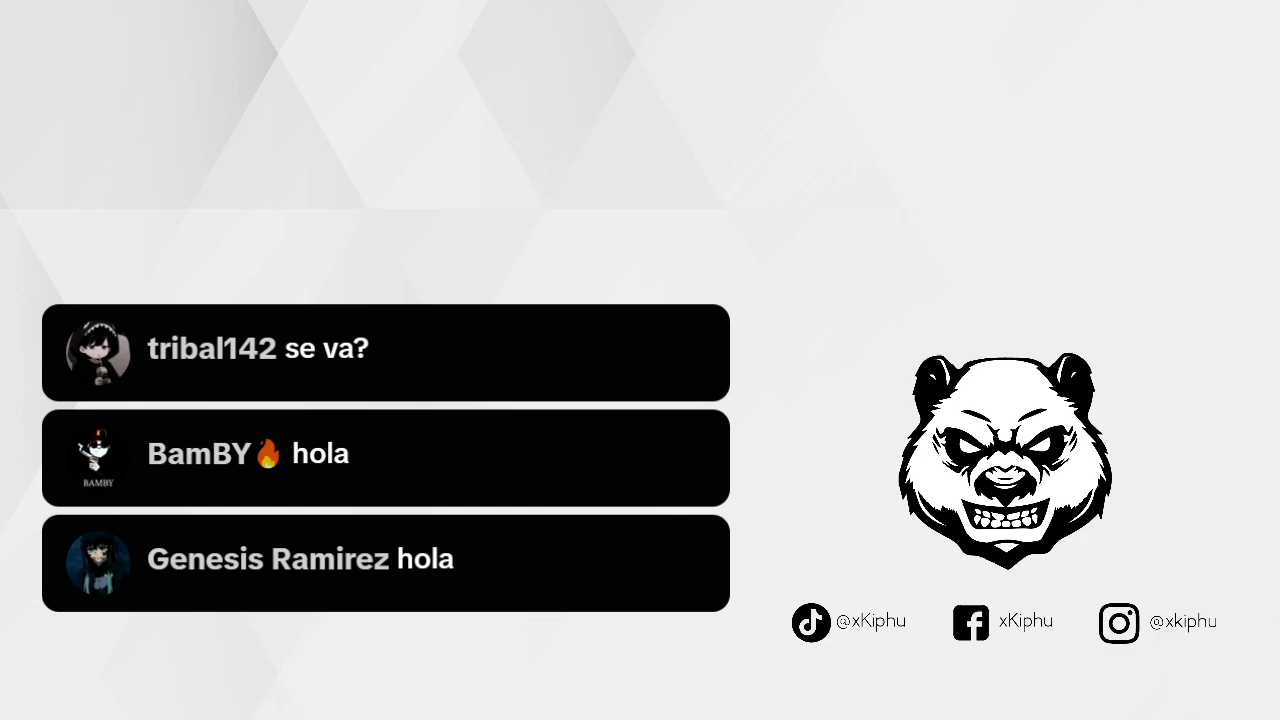 tribal142 se va?
BamBY🔥 hola
BAMBY
Genesis Ramirez hola
@xKiphu xKiphu @xkiphu